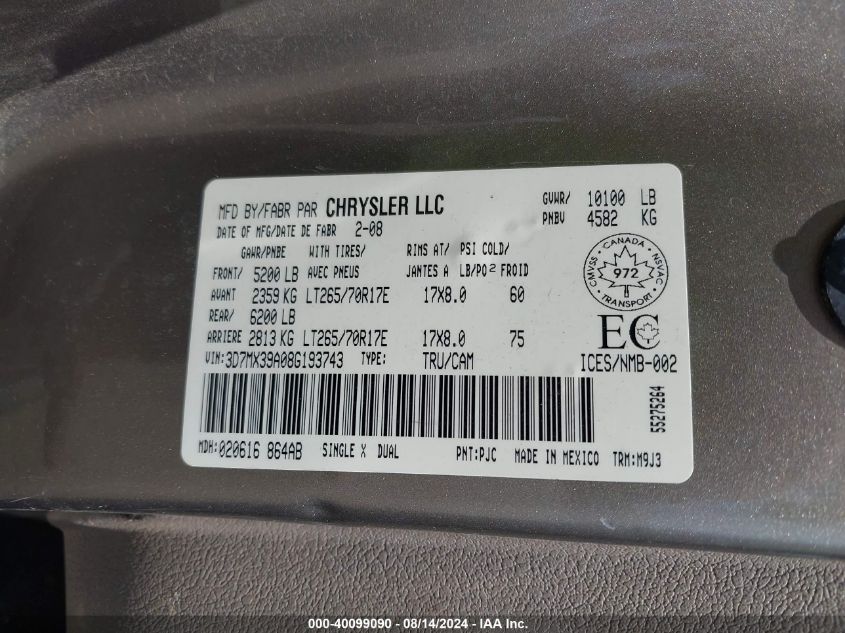 MFD BY/FABR PAR CHRYSLER LLC
DATE OF MFG/DATE DE FABR 2-08
GVWR/ 10100 LB
PNBV 4582 KG
GAWR/PNBE WITH TIRES/ RIMS AT/ PSI COLD/
FRONT/ 5200 LB AVEC PNEUS JANTES A LB/PO2 FROID
AVANT 2359 KG LT265/70R17E 17X8.0 60
REAR/ 6200 LB
ARRIERE 2813 KG LT265/70R17E 17X8.0 75
VIN:3D7MX39A08G193743 TYPE: TRU/CAM
CANADA
CMVSS 972 NSVAC
TRANSPORT
EC
ICES/NMB-002
55275264
MDH:020616 864AB SINGLE X DUAL PNT:PJC MADE IN MEXICO TRM:M9J3
000-40099090 - 08/14/2024 - IAA Inc.